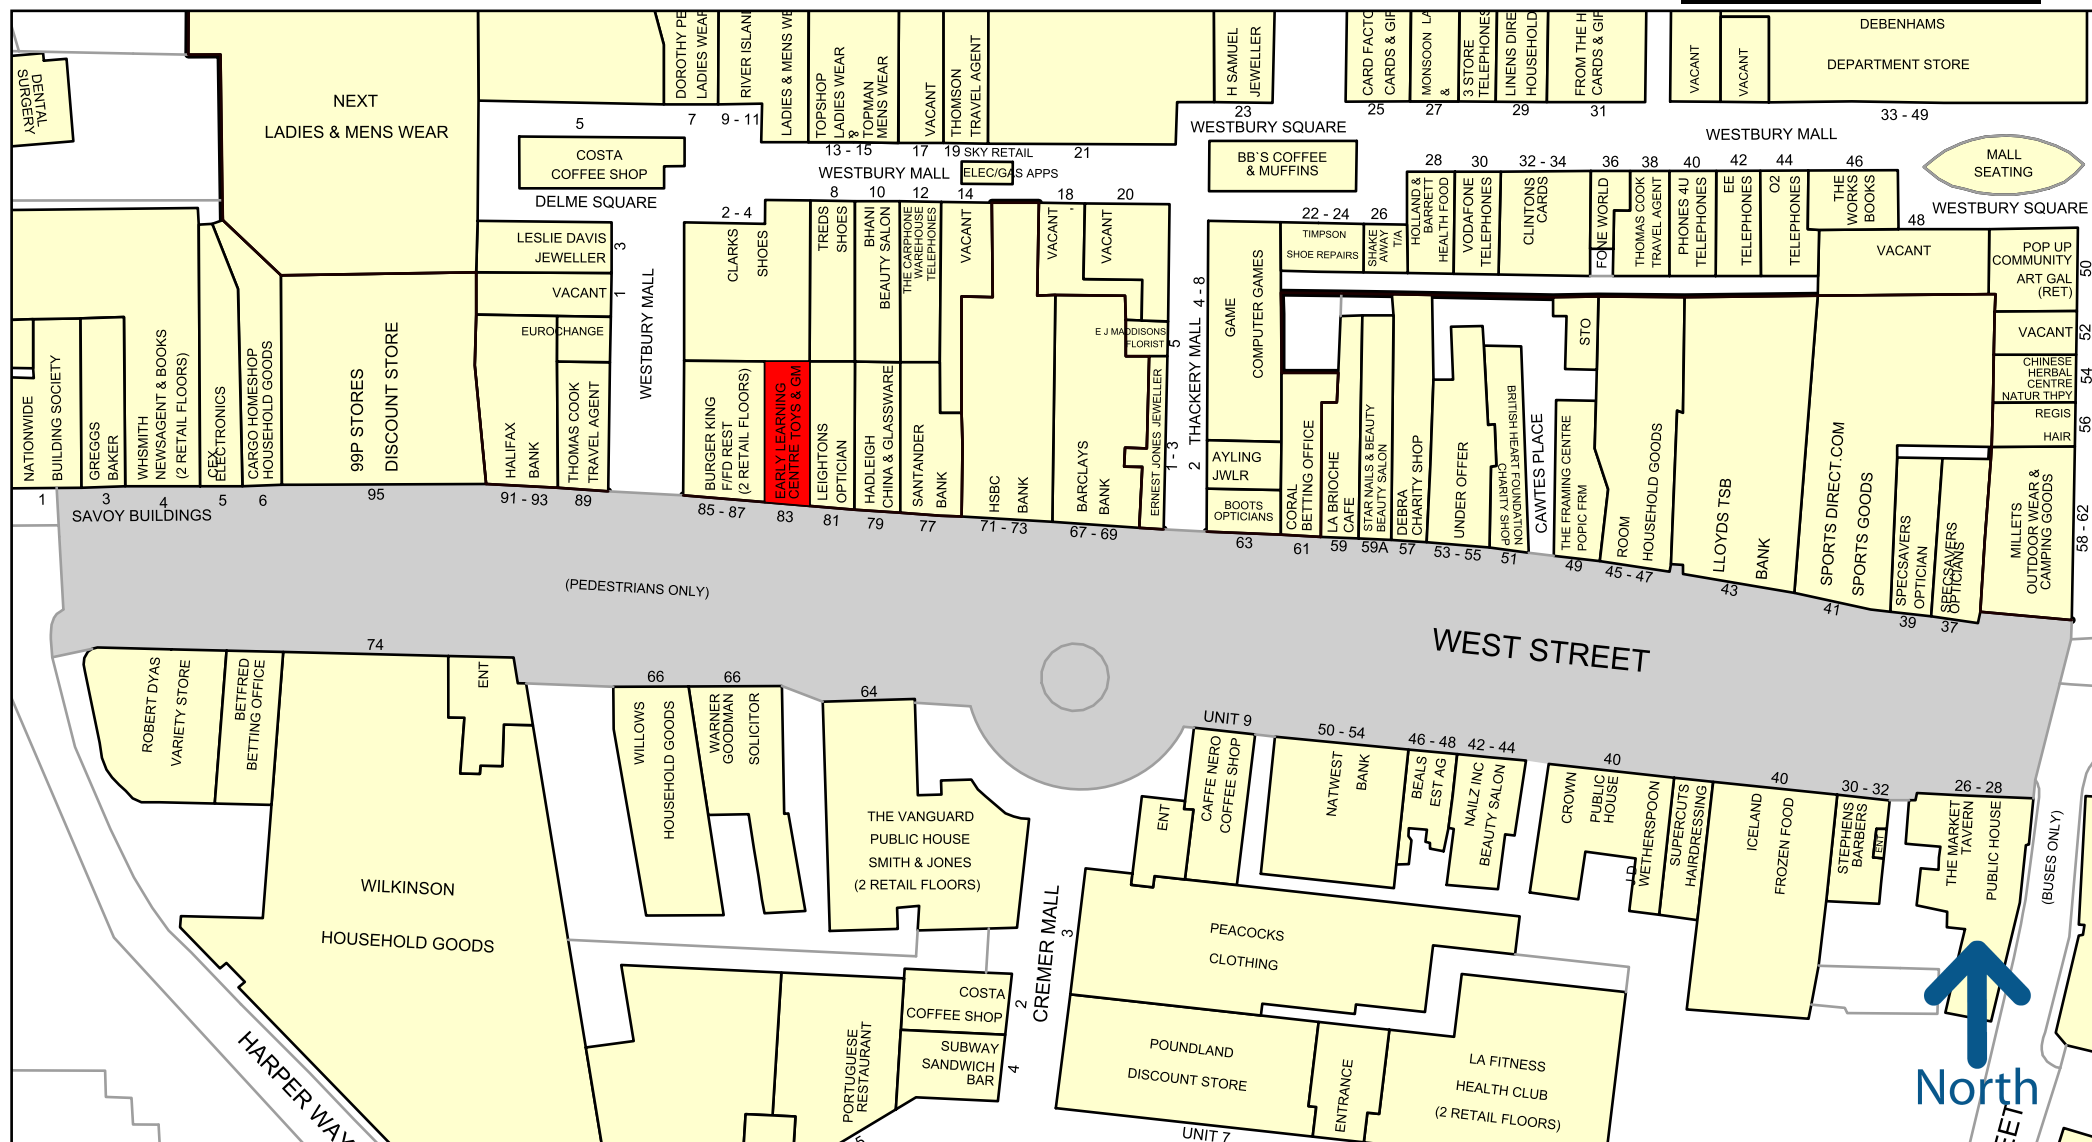 DENTAL
SURGERY
NEXT
LADIES & MENS WEAR
LADIES WEAR
RIVER ISLAND
LADIES & MENS WE
TOPSHOP
LADIES WEAR
&
TOPMAN
MENS WEAR
VACANT
THOMSON
TRAVEL AGENT
H SAMUEL
JEWELLER
CARDS & GIF
MONSOON
&
3 STORE
TELEPHONES
LINENS DIRE
HOUSEHOLD
FROM THE H
CARDS & GIF
VACANT
VACANT
DEBENHAMS
DEPARTMENT STORE
5
7
9 - 11
13 - 15
17
19
21
23
25
27
29
31
33 - 49
COSTA
COFFEE SHOP
DELME SQUARE
WESTBURY MALL
SKY RETAIL
ELEC/GAS APPS
WESTBURY SQUARE
BB`S COFFEE
& MUFFINS
WESTBURY MALL
MALL
SEATING
WESTBURY SQUARE
LESLIE DAVIS
JEWELLER
3
VACANT
1
EUROCHANGE
WESTBURY MALL
2 - 4
CLARKS
SHOES
8
TREDS
SHOES
10
BHANI
BEAUTY SALON
12
THE CARPHONE
WAREHOUSE
TELEPHONES
14
VACANT
18
VACANT
20
VACANT
E J MADDISONS
FLORIST
5
THACKERY MALL
4 - 8
2
1 - 3
GAME
COMPUTER GAMES
22 - 24
TIMPSON
SHOE REPAIRS
26
SHAKE
AWAY
T/A
28
HOLLAND &
BARRETT
HEALTH FOOD
30
VODAFONE
TELEPHONES
32 - 34
CLINTONS
CARDS
36
FONE WORLD
38
THOMAS COOK
TRAVEL AGENT
40
PHONES 4U
TELEPHONES
42
EE
TELEPHONES
44
O2
TELEPHONES
46
THE
WORKS
BOOKS
48
VACANT
POP UP
COMMUNITY
ART GAL
(RET)
50
VACANT
52
CHINESE
HERBAL
CENTRE
NATUR THPY
54
REGIS
HAIR
56
NATIONWIDE
BUILDING SOCIETY
1
GREGGS
BAKER
3
WHSMITH
NEWSAGENT & BOOKS
(2 RETAIL FLOORS)
4
CEX
ELECTRONICS
5
CARGO HOMESHOP
HOUSEHOLD GOODS
6
99P STORES
DISCOUNT STORE
95
HALIFAX
BANK
91 - 93
THOMAS COOK
TRAVEL AGENT
89
BURGER KING
F/FD REST
(2 RETAIL FLOORS)
85 - 87
EARLY LEARNING
CENTRE TOYS & GM
83
LEIGHTONS
OPTICIAN
81
HADLEIGH
CHINA & GLASSWARE
79
SANTANDER
BANK
77
HSBC
BANK
71 - 73
BARCLAYS
BANK
67 - 69
ERNEST JONES JEWELLER
AYLING
JWLR
BOOTS
OPTICIANS
63
CORAL
BETTING OFFICE
61
LA BRIOCHE
CAFE
59
STAR NAILS & BEAUTY
BEAUTY SALON
59A
DEBRA
CHARITY SHOP
57
UNDER OFFER
53 - 55
BRITISH HEART FOUNDATION
CHARITY SHOP
51
CAWTES PLACE
STO
THE FRAMING CENTRE
POPIC FRM
49
ROOM
HOUSEHOLD GOODS
45 - 47
LLOYDS TSB
BANK
43
SPORTS DIRECT.COM
SPORTS GOODS
41
SPECSAVERS
OPTICIAN
39
SPECSAVERS
OPTICIANS
37
MILLETS
OUTDOOR WEAR &
CAMPING GOODS
58 - 62
SAVOY BUILDINGS
(PEDESTRIANS ONLY)
WEST STREET
ROBERT DYAS
VARIETY STORE
BETFRED
BETTING OFFICE
74
ENT
WILKINSON
HOUSEHOLD GOODS
66
WILLOWS
HOUSEHOLD GOODS
66
WARNER
GOODMAN
SOLICITOR
64
THE VANGUARD
PUBLIC HOUSE
SMITH & JONES
(2 RETAIL FLOORS)
UNIT 9
ENT
CAFFE NERO
COFFEE SHOP
50 - 54
NATWEST
BANK
46 - 48
BEALS
EST AG
42 - 44
NAILZ INC
BEAUTY SALON
40
CROWN
PUBLIC
HOUSE
J D
WETHERSPOON
SUPERCUTS
HAIRDRESSING
40
ICELAND
FROZEN FOOD
30 - 32
STEPHENS
BARBERS
ENT
26 - 28
THE MARKET
TAVERN
PUBLIC HOUSE
(BUSES ONLY)
HARPER WAY
PORTUGUESE
RESTAURANT
COSTA
COFFEE SHOP
2
SUBWAY
SANDWICH
BAR
4
CREMER MALL
3
PEACOCKS
CLOTHING
POUNDLAND
DISCOUNT STORE
ENTRANCE
LA FITNESS
HEALTH CLUB
(2 RETAIL FLOORS)
UNIT 7
North